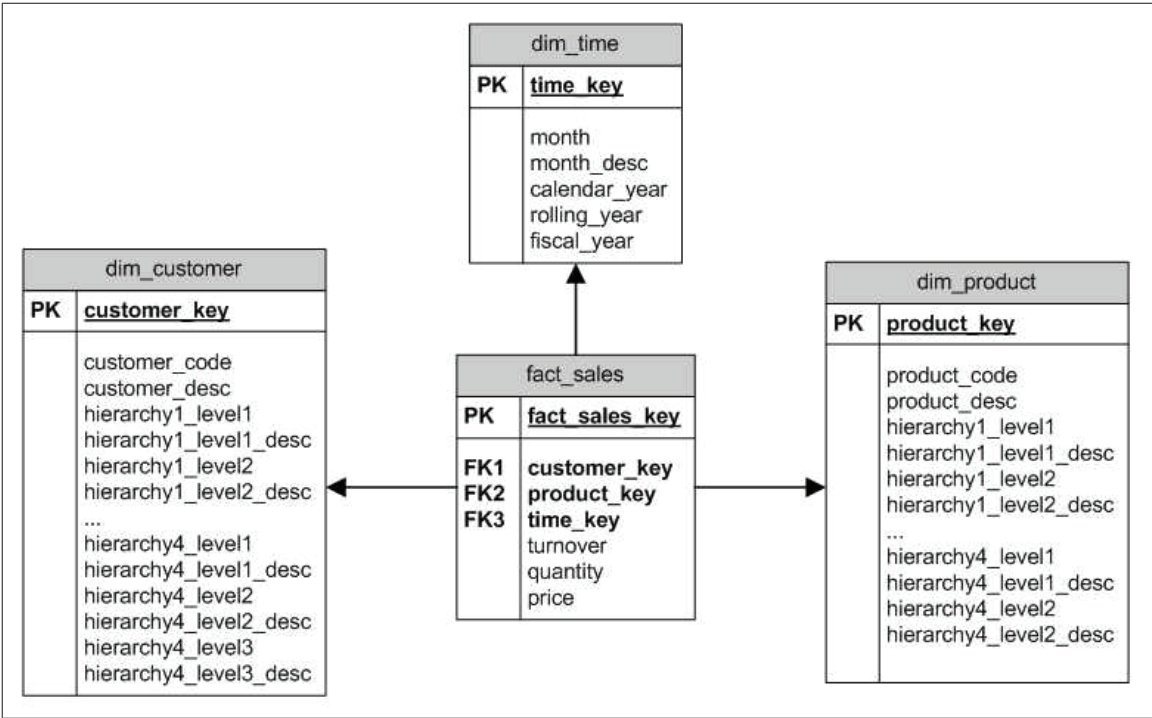 dim_time
PK time_key
month
month_desc
calendar_year
rolling_year
fiscal_year
dim_customer
PK customer_key
customer_code
customer_desc
hierarchy1_level1
hierarchy1_level1_desc
hierarchy1_level2
hierarchy1_level2_desc
...
hierarchy4_level1
hierarchy4_level1_desc
hierarchy4_level2
hierarchy4_level2_desc
hierarchy4_level3
hierarchy4_level3_desc
fact_sales
PK fact_sales_key
FK1 customer_key
FK2 product_key
FK3 time_key
turnover
quantity
price
dim_product
PK product_key
product_code
product_desc
hierarchy1_level1
hierarchy1_level1_desc
hierarchy1_level2
hierarchy1_level2_desc
...
hierarchy4_level1
hierarchy4_level1_desc
hierarchy4_level2
hierarchy4_level2_desc